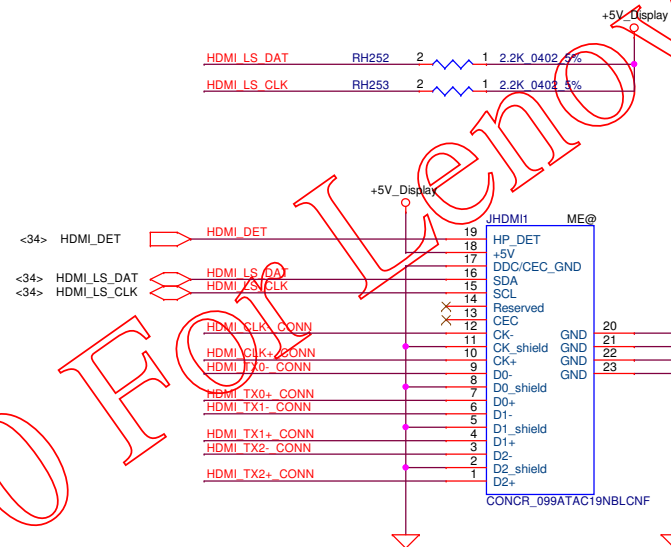 +5V_Display
HDMI_LS_DAT RH252 2 1 2.2K_0402_5%
HDMI_LS_CLK RH253 2 1 2.2K_0402_5%
+5V_Display
JHDMI1 ME@
<34> HDMI_DET HDMI_DET 19 HP_DET
18 +5V
17 DDC/CEC_GND
<34> HDMI_LS_DAT HDMI_LS_DAT 16 SDA
<34> HDMI_LS_CLK HDMI_LS_CLK 15 SCL
14 Reserved
13 CEC
HDMI_CLK-_CONN 12 CK- GND 20
11 CK_shield GND 21
HDMI_CLK+_CONN 10 CK+ GND 22
HDMI_TX0-_CONN 9 D0- GND 23
8 D0_shield
HDMI_TX0+_CONN 7 D0+
HDMI_TX1-_CONN 6 D1-
5 D1_shield
HDMI_TX1+_CONN 4 D1+
HDMI_TX2-_CONN 3 D2-
2 D2_shield
HDMI_TX2+_CONN 1 D2+
CONCR_099ATAC19NBLCNF
For Lenov